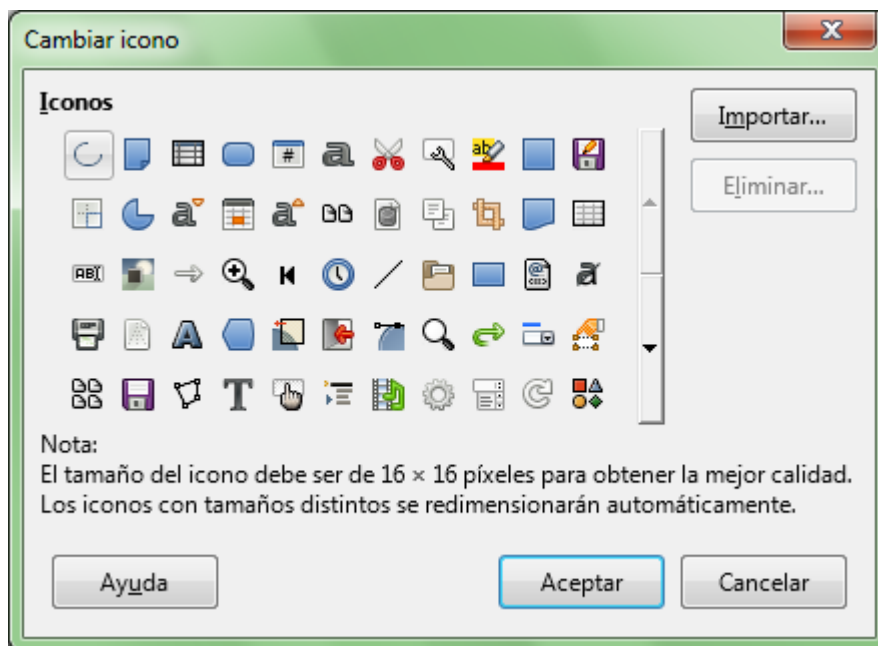 Cambiar icono
Iconos
Importar...
Eliminar...
Nota:
El tamaño del icono debe ser de 16 × 16 píxeles para obtener la mejor calidad.
Los iconos con tamaños distintos se redimensionarán automáticamente.
Ayuda
Aceptar
Cancelar